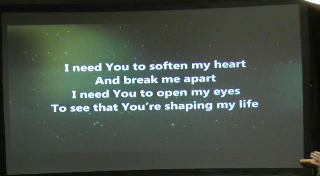 I need You to soften my heart
And break me apart
I need You to open my eyes
To see that You're shaping my life